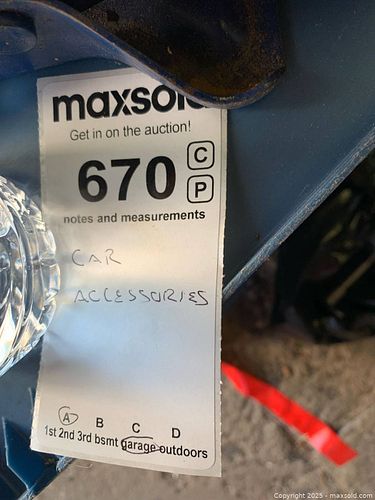 maxsold
Get in on the auction!
670 C
P
notes and measurements
CAR
ACCESSORIES
A B C D
1st 2nd 3rd bsmt garage outdoors
Copyright 2025 - maxsold.com